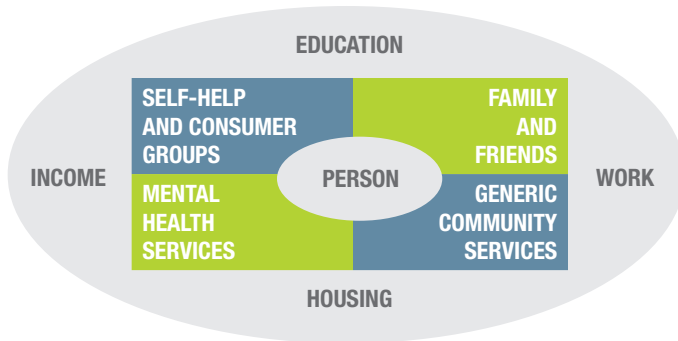 EDUCATION
SELF-HELP
AND CONSUMER
GROUPS
FAMILY
AND
FRIENDS
INCOME
PERSON
WORK
MENTAL
HEALTH
SERVICES
GENERIC
COMMUNITY
SERVICES
HOUSING